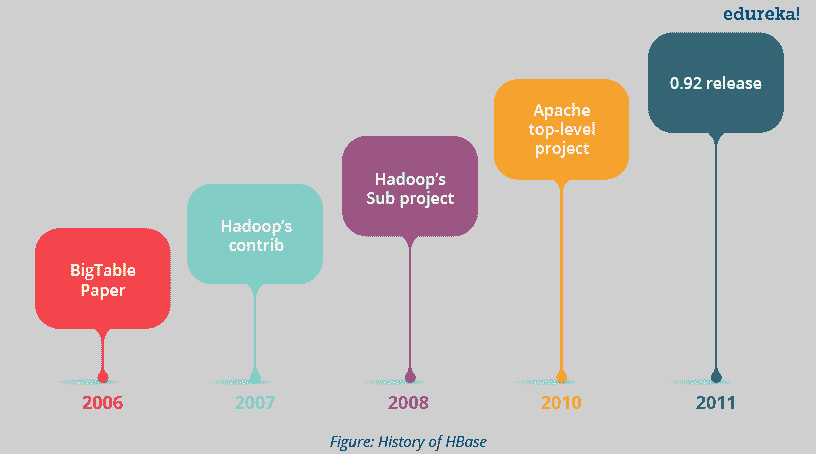 edureka!
0.92 release
Apache
top-level
project
Hadoop's
Sub project
Hadoop's
contrib
BigTable
Paper
2006
2007
2008
2010
2011
Figure: History of HBase